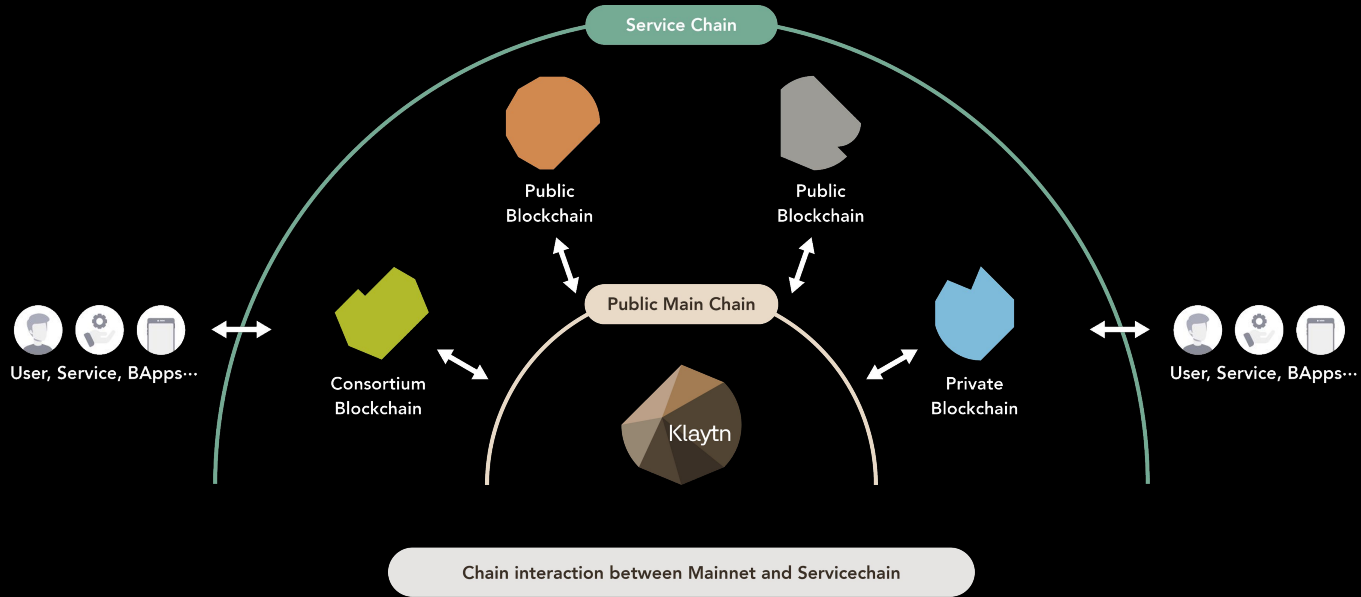 Service Chain
Public
Blockchain
Public
Blockchain
Public Main Chain
User, Service, BApps···
Consortium
Blockchain
Klaytn
Private
Blockchain
User, Service, BApps···
Chain interaction between Mainnet and Servicechain